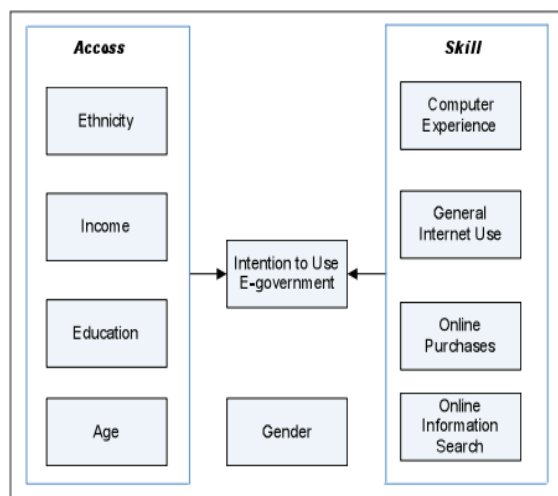 Access
Ethnicity
Income
Education
Age
Intention to Use
E-government
Gender
Skill
Computer
Experience
General
Internet Use
Online
Purchases
Online
Information
Search